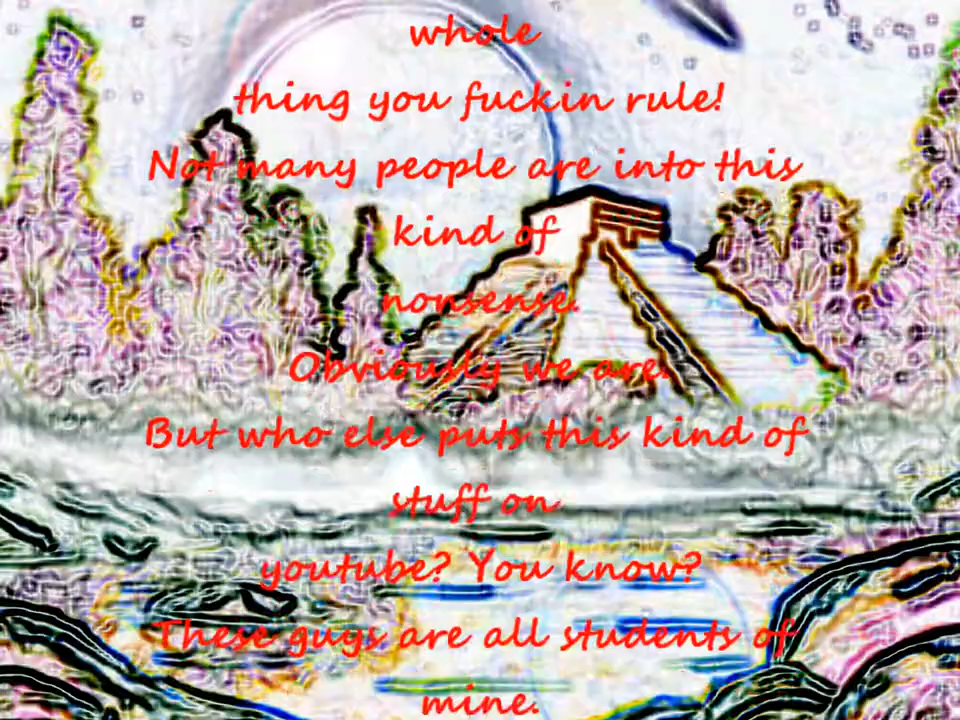 whole
thing you fuckin rule!
Not many people are into this
kind of
nonsense.
Obviously we are.
But who else puts this kind of
stuff on
youtube? You know?
These guys are all students of
mine.